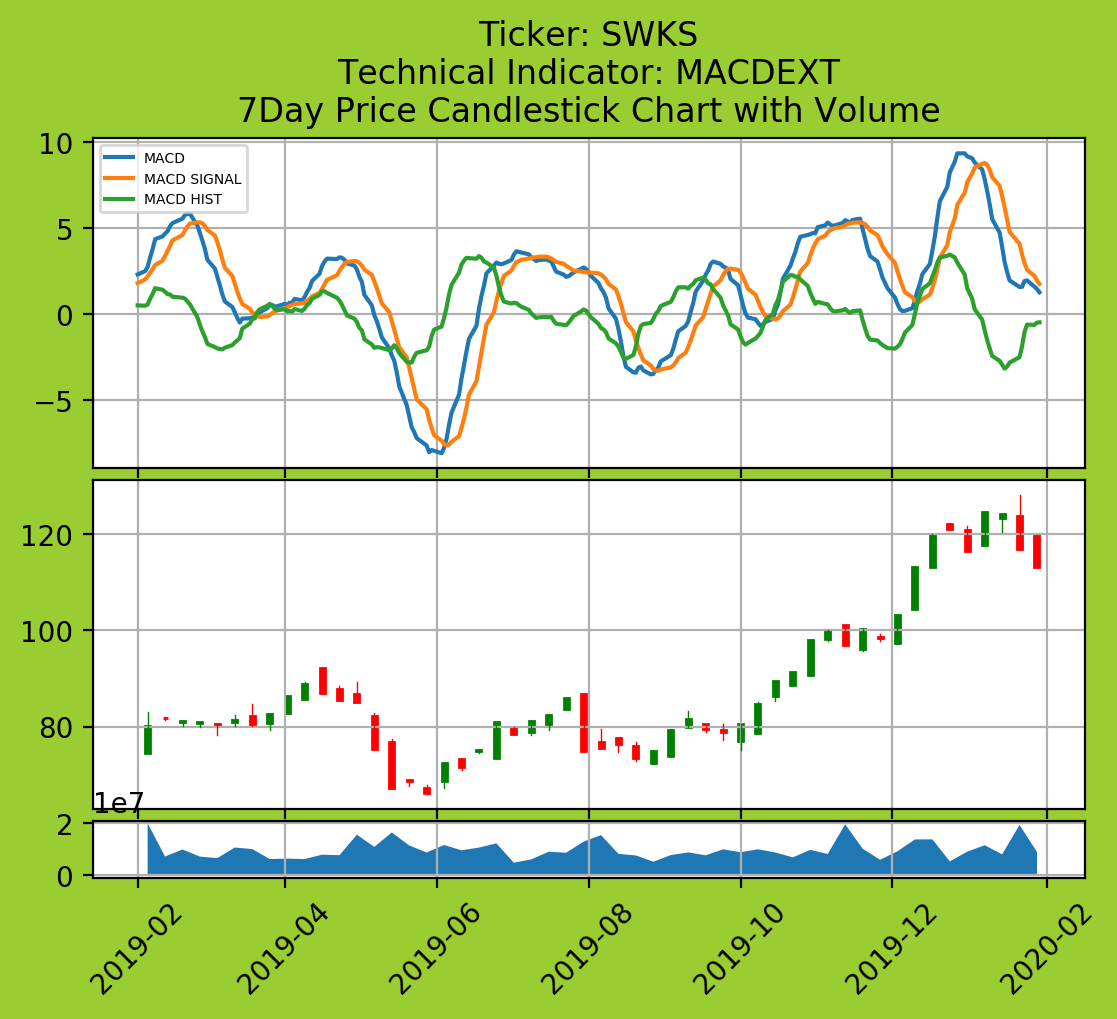 Ticker: SWKS
Technical Indicator: MACDEXT
7Day Price Candlestick Chart with Volume
10
5
0
−5
MACD
MACD SIGNAL
MACD HIST
120
100
80
1e7
2
0
2019-02
2019-04
2019-06
2019-08
2019-10
2019-12
2020-02